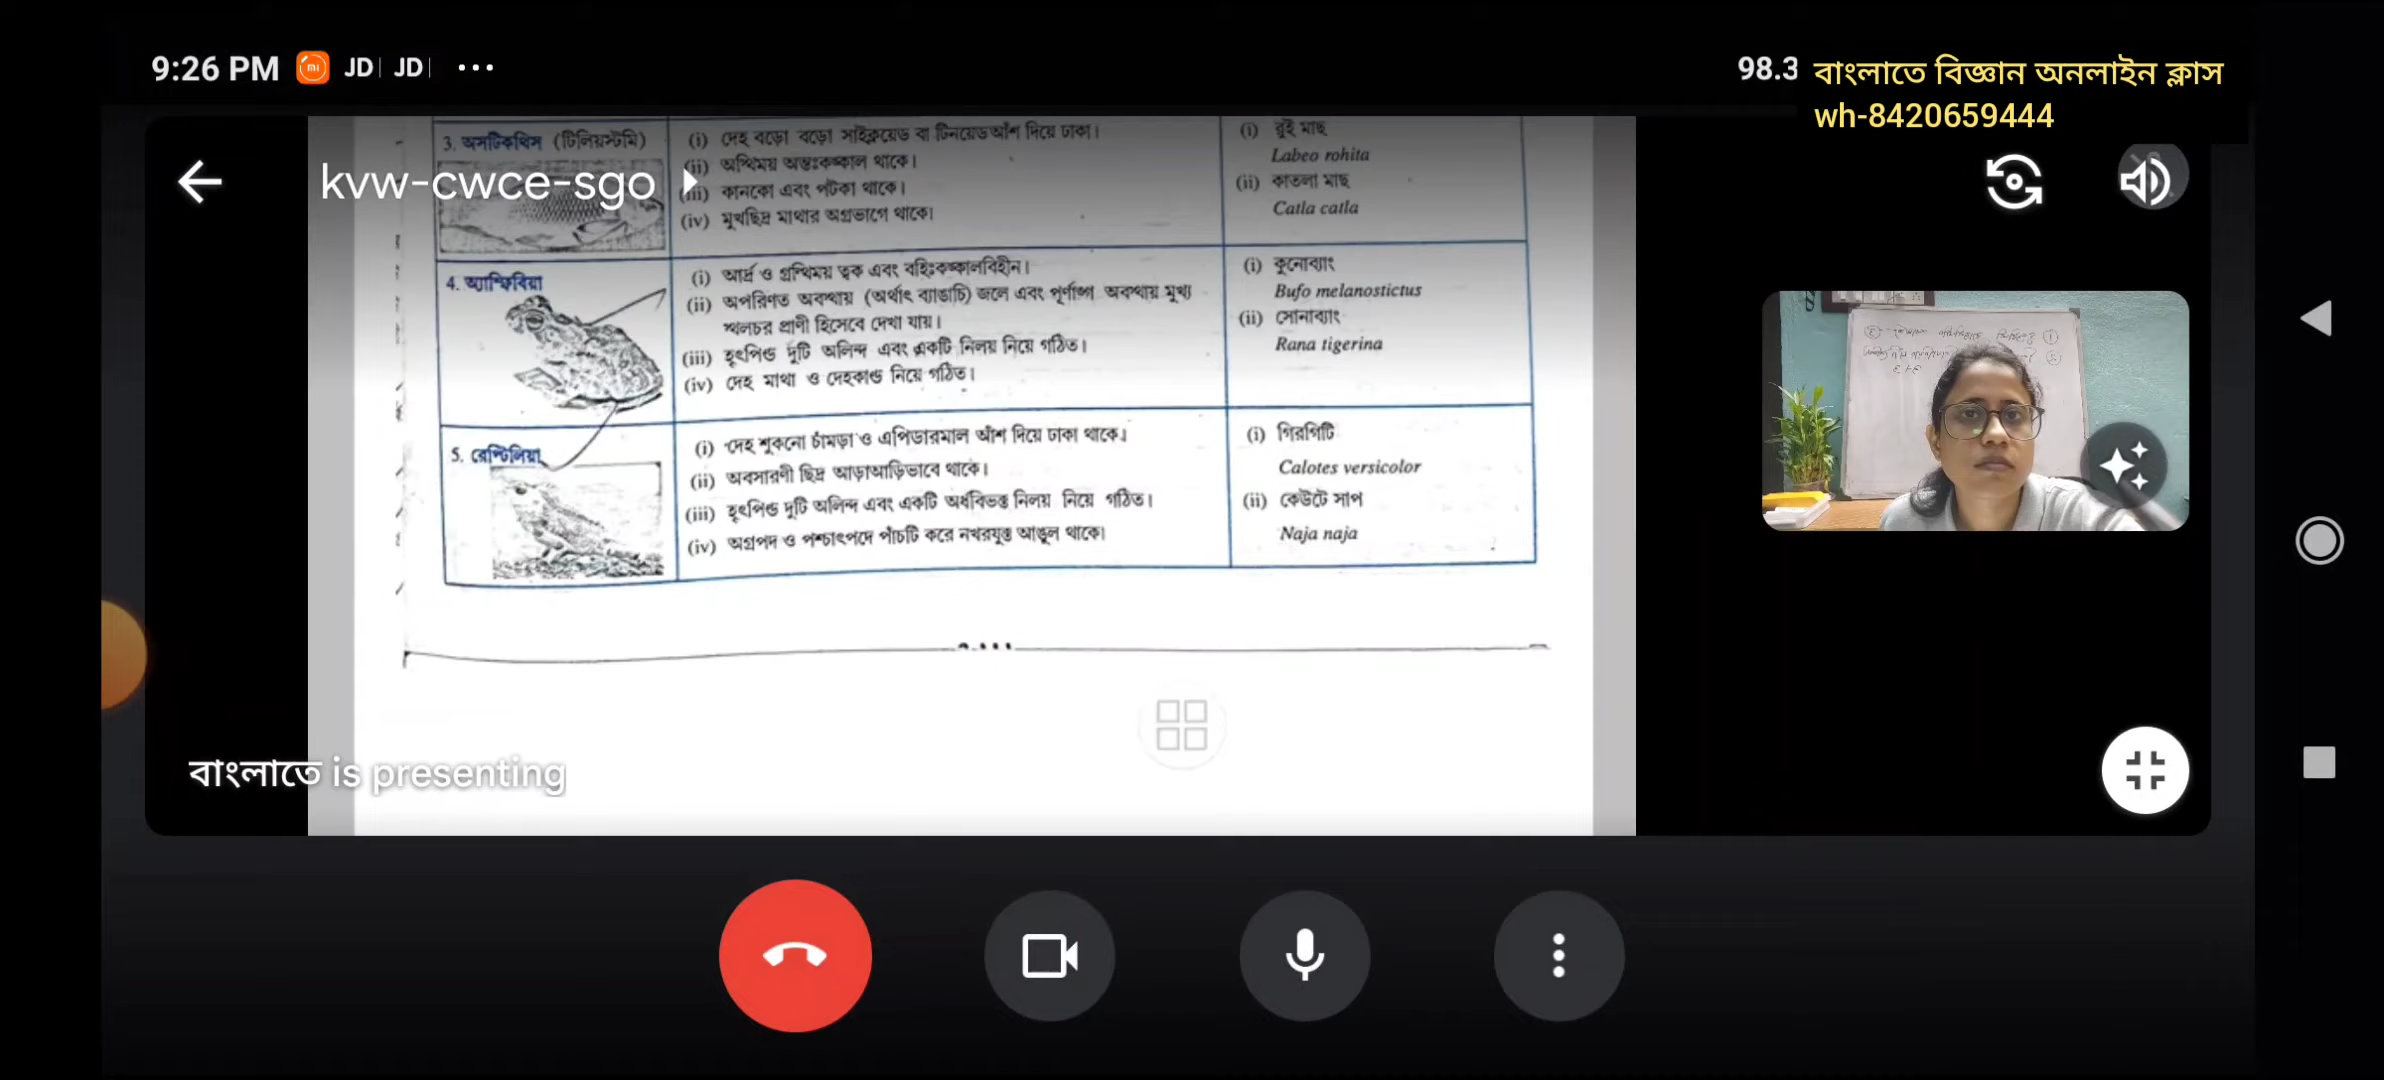 9:26 PM JD JD ...
98.3
বাংলাতে বিজ্ঞান অনলাইন ক্লাস
wh-8420659444
kvw-cwce-sgo
3. অসটিকথিস (টিলিয়স্টমি)
(i) দেহ বড়ো বড়ো সাইক্লয়েড বা টিনয়েড আঁশ দিয়ে ঢাকা।
(ii) অস্থিময় অন্তঃকঙ্কাল থাকে।
(iii) কানকো এবং পটকা থাকে।
(iv) মুখছিদ্র মাথার অগ্রভাগে থাকে।
(i) রুই মাছ
Labeo rohita
(ii) কাতলা মাছ
Catla catla
4. অ্যাম্ফিবিয়া
(i) আর্দ্র ও গ্রন্থিময় ত্বক এবং বহিঃকঙ্কালবিহীন।
(ii) অপরিণত অবস্থায় (অর্থাৎ ব্যাঙাচি) জলে এবং পূর্ণাঙ্গ অবস্থায় মুখ্য
স্থলচর প্রাণী হিসেবে দেখা যায়।
(iii) হৃৎপিণ্ড দুটি অলিন্দ এবং একটি নিলয় নিয়ে গঠিত।
(iv) দেহ মাথা ও দেহকাণ্ড নিয়ে গঠিত।
(i) কুনোব্যাং
Bufo melanostictus
(ii) সোনাব্যাং
Rana tigerina
5. রেপ্টিলিয়া
(i) দেহ শুকনো চামড়া ও এপিডারমাল আঁশ দিয়ে ঢাকা থাকে।
(ii) অবসারণী ছিদ্র আড়াআড়িভাবে থাকে।
(iii) হৃৎপিণ্ড দুটি অলিন্দ এবং একটি অর্ধবিভক্ত নিলয় নিয়ে গঠিত।
(iv) অগ্রপদ ও পশ্চাৎপদে পাঁচটি করে নখরযুক্ত আঙুল থাকে।
(i) গিরগিটি
Calotes versicolor
(ii) কেউটে সাপ
Naja naja
বাংলাতে is presenting